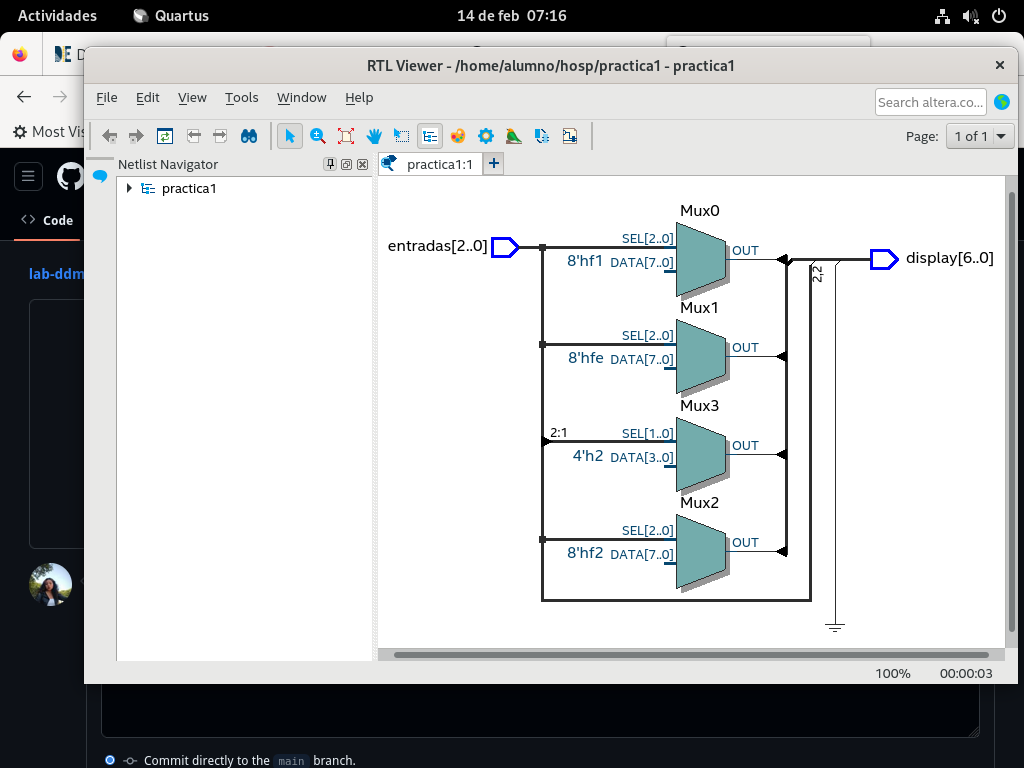 Actividades
Quartus
14 de feb 07:16
RTL Viewer - /home/alumno/hosp/practica1 - practica1
File Edit View Tools Window Help
Search altera.co...
Most Vis
Page: 1 of 1
Netlist Navigator
practica1:1
practica1
Code
lab-ddm
Mux0
entradas[2..0]
SEL[2..0]
8'hf1 DATA[7..0]
OUT
display[6..0]
2,2
Mux1
SEL[2..0]
8'hfe DATA[7..0]
OUT
Mux3
2:1
SEL[1..0]
4'h2 DATA[3..0]
OUT
Mux2
SEL[2..0]
8'hf2 DATA[7..0]
OUT
100% 00:00:03
Commit directly to the main branch.